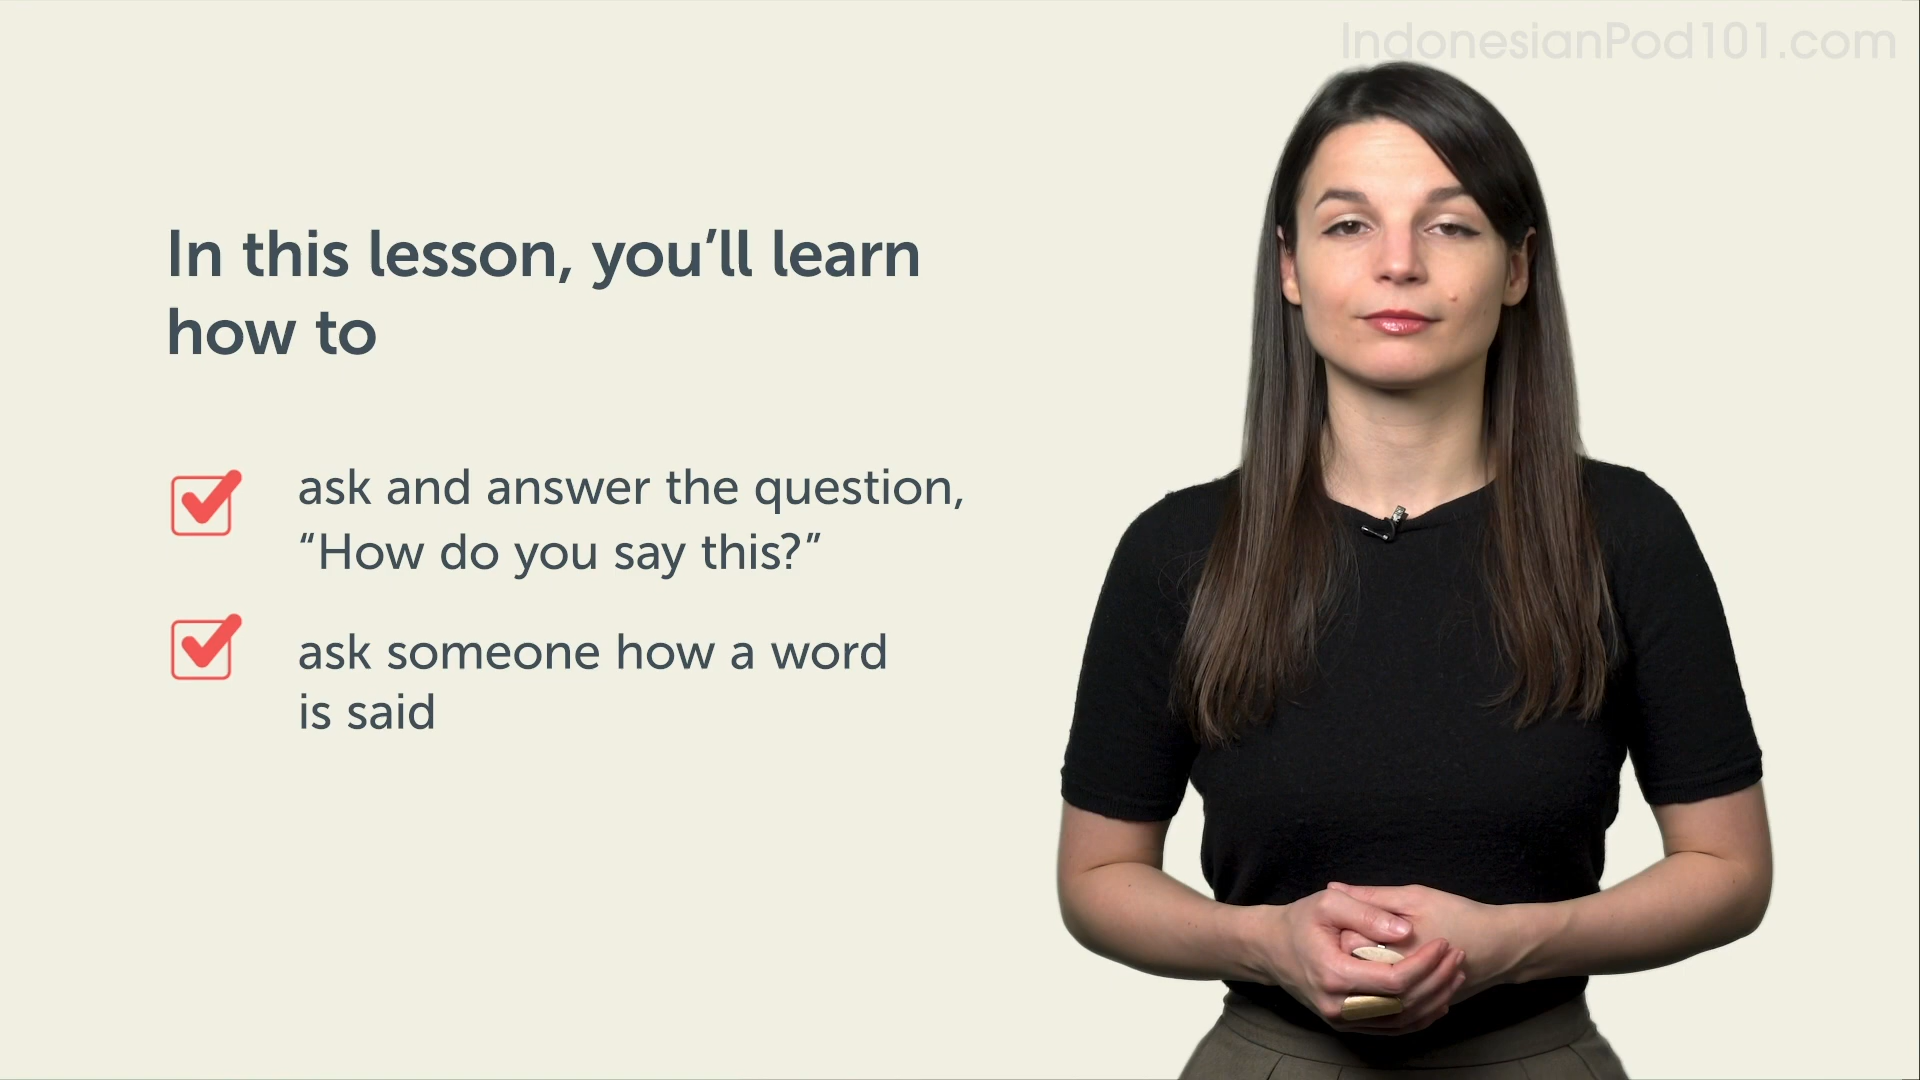 IndonesianPod101.com
In this lesson, you’ll learn
how to
ask and answer the question,
“How do you say this?”
ask someone how a word
is said